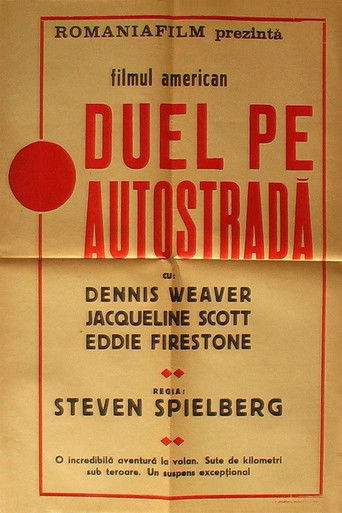 ROMANIAFILM prezintă
filmul american
DUEL PE
AUTOSTRADĂ
cu:
DENNIS WEAVER
JACQUELINE SCOTT
EDDIE FIRESTONE
REGIA:
STEVEN SPIELBERG
O incredibilă aventură la volan. Sute de kilometri
sub teroare. Un suspens excepțional